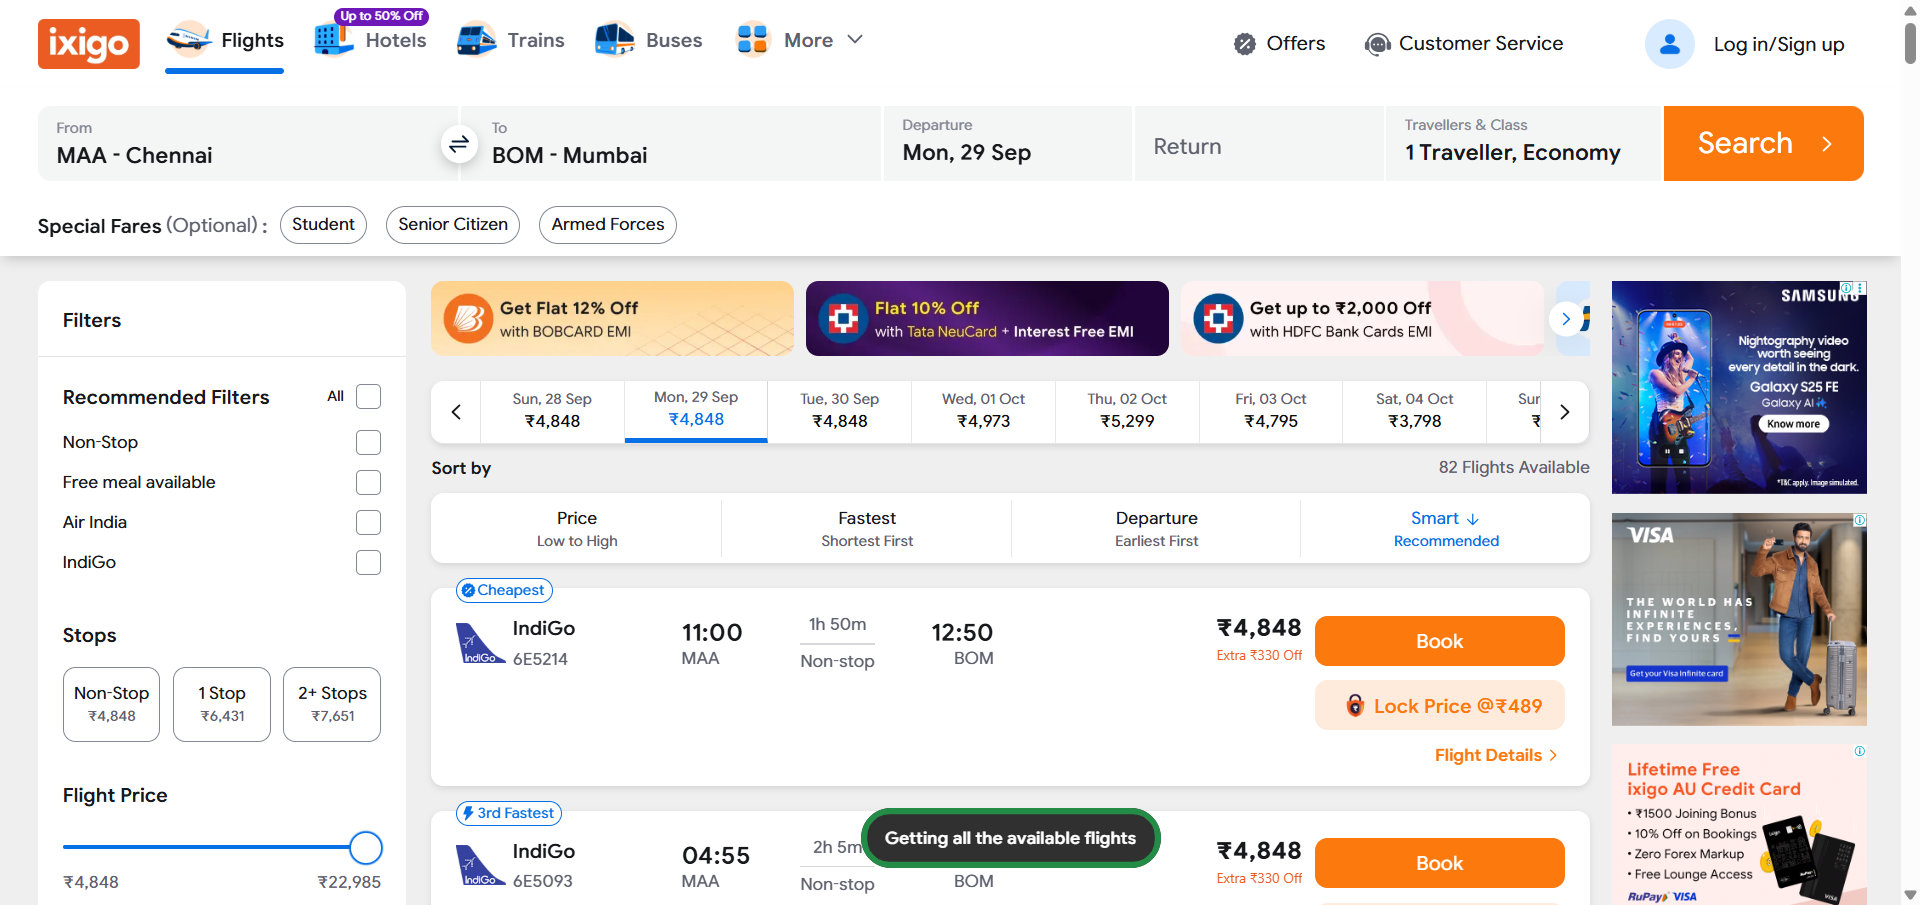 ixigo
Flights
Up to 50% Off
Hotels
Trains
Buses
More
Offers
Customer Service
Log in/Sign up
From
MAA - Chennai
To
BOM - Mumbai
Departure
Mon, 29 Sep
Return
Travellers & Class
1 Traveller, Economy
Search
Special Fares (Optional) :
Student
Senior Citizen
Armed Forces
Filters
Recommended Filters
All
Non-Stop
Free meal available
Air India
IndiGo
Stops
Non-Stop
₹4,848
1 Stop
₹6,431
2+ Stops
₹7,651
Flight Price
₹4,848
₹22,985
Get Flat 12% Off
with BOBCARD EMI
Flat 10% Off
with Tata NeuCard + Interest Free EMI
Get up to ₹2,000 Off
with HDFC Bank Cards EMI
Sun, 28 Sep
₹4,848
Mon, 29 Sep
₹4,848
Tue, 30 Sep
₹4,848
Wed, 01 Oct
₹4,973
Thu, 02 Oct
₹5,299
Fri, 03 Oct
₹4,795
Sat, 04 Oct
₹3,798
Sun
₹
Sort by
82 Flights Available
Price
Low to High
Fastest
Shortest First
Departure
Earliest First
Smart ↓
Recommended
Cheapest
IndiGo
IndiGo
6E5214
11:00
MAA
1h 50m
Non-stop
12:50
BOM
₹4,848
Extra ₹330 Off
Book
Lock Price @₹489
Flight Details
3rd Fastest
IndiGo
IndiGo
6E5093
04:55
MAA
2h 5m
Non-stop
BOM
₹4,848
Extra ₹330 Off
Book
Getting all the available flights
SAMSUNG
Nightography video
worth seeing
every detail in the dark.
Galaxy S25 FE
Galaxy AI
Know more
*T&C apply. Image simulated.
VISA
THE WORLD HAS
INFINITE
EXPERIENCES,
FIND YOURS
Get your Visa Infinite card
Lifetime Free
ixigo AU Credit Card
• ₹1500 Joining Bonus
• 10% Off on Bookings
• Zero Forex Markup
• Free Lounge Access
RuPay VISA